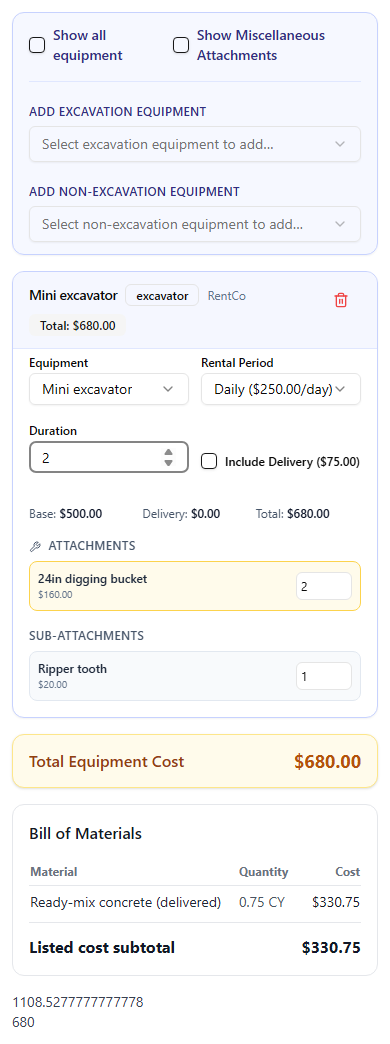 Show all equipment
Show Miscellaneous Attachments
ADD EXCAVATION EQUIPMENT
Select excavation equipment to add...
ADD NON-EXCAVATION EQUIPMENT
Select non-excavation equipment to add...
Mini excavator excavator RentCo
Total: $680.00
Equipment Rental Period
Mini excavator Daily ($250.00/day)
Duration
2 Include Delivery ($75.00)
Base: $500.00 Delivery: $0.00 Total: $680.00
ATTACHMENTS
24in digging bucket 2
$160.00
SUB-ATTACHMENTS
Ripper tooth 1
$20.00
Total Equipment Cost $680.00
Bill of Materials
Material Quantity Cost
Ready-mix concrete (delivered) 0.75 CY $330.75
Listed cost subtotal $330.75
1108.5277777777778
680